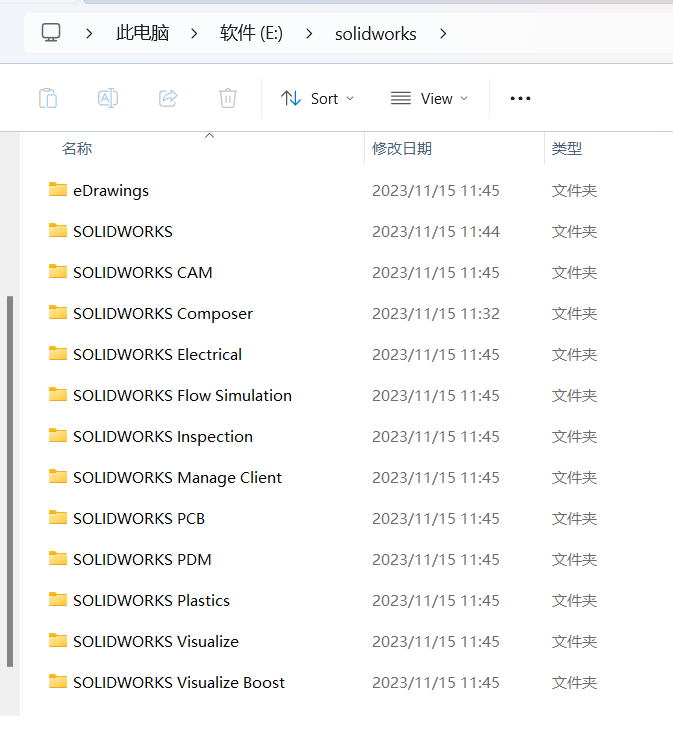 此电脑 > 软件 (E:) > solidworks >
Sort View
名称 修改日期 类型
eDrawings 2023/11/15 11:45 文件夹
SOLIDWORKS 2023/11/15 11:44 文件夹
SOLIDWORKS CAM 2023/11/15 11:45 文件夹
SOLIDWORKS Composer 2023/11/15 11:32 文件夹
SOLIDWORKS Electrical 2023/11/15 11:45 文件夹
SOLIDWORKS Flow Simulation 2023/11/15 11:45 文件夹
SOLIDWORKS Inspection 2023/11/15 11:45 文件夹
SOLIDWORKS Manage Client 2023/11/15 11:45 文件夹
SOLIDWORKS PCB 2023/11/15 11:45 文件夹
SOLIDWORKS PDM 2023/11/15 11:45 文件夹
SOLIDWORKS Plastics 2023/11/15 11:45 文件夹
SOLIDWORKS Visualize 2023/11/15 11:45 文件夹
SOLIDWORKS Visualize Boost 2023/11/15 11:45 文件夹